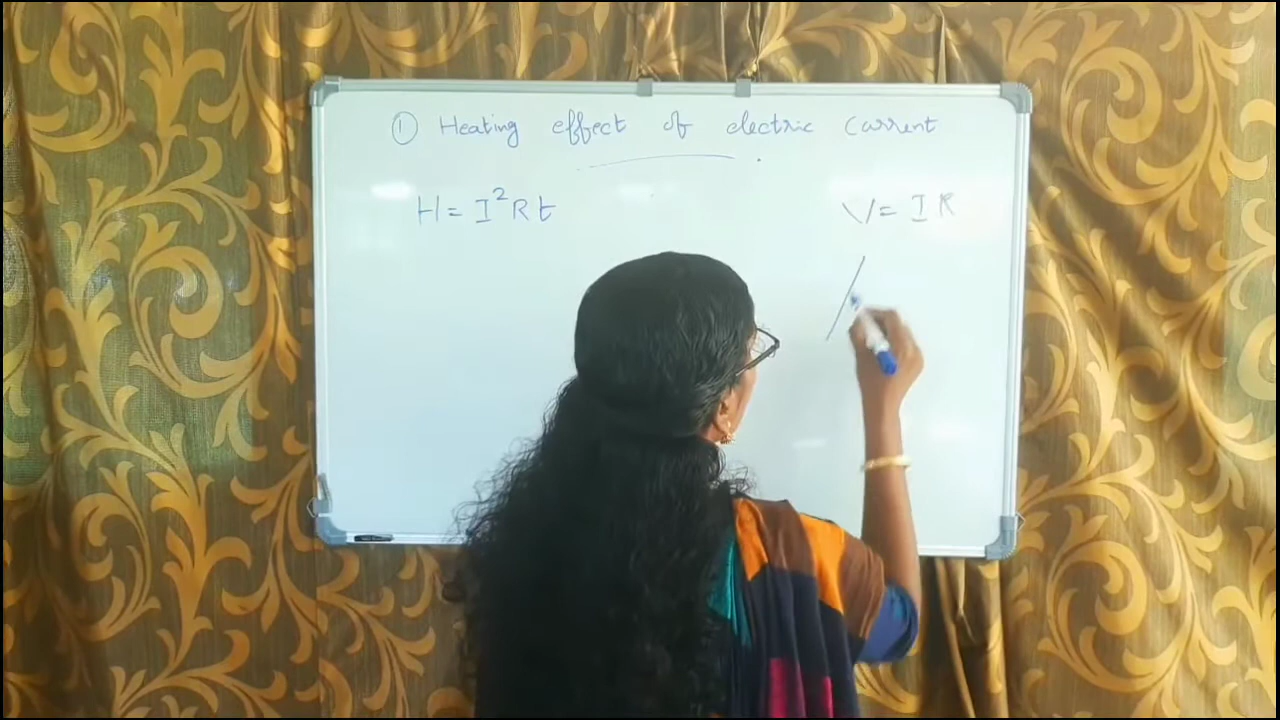 ① Heating effect of electric current
H = I²Rt
V = IR